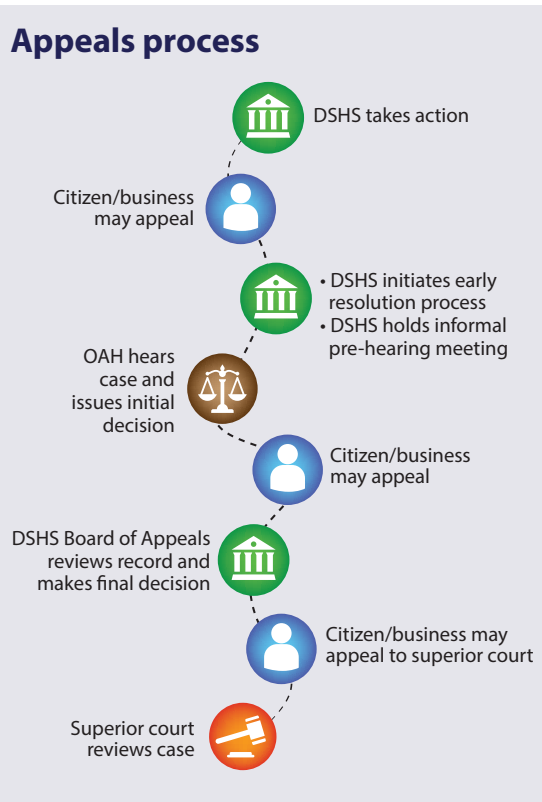 Appeals process
DSHS takes action
Citizen/business
may appeal
• DSHS initiates early
resolution process
• DSHS holds informal
pre-hearing meeting
OAH hears
case and
issues initial
decision
Citizen/business
may appeal
DSHS Board of Appeals
reviews record and
makes final decision
Citizen/business may
appeal to superior court
Superior court
reviews case